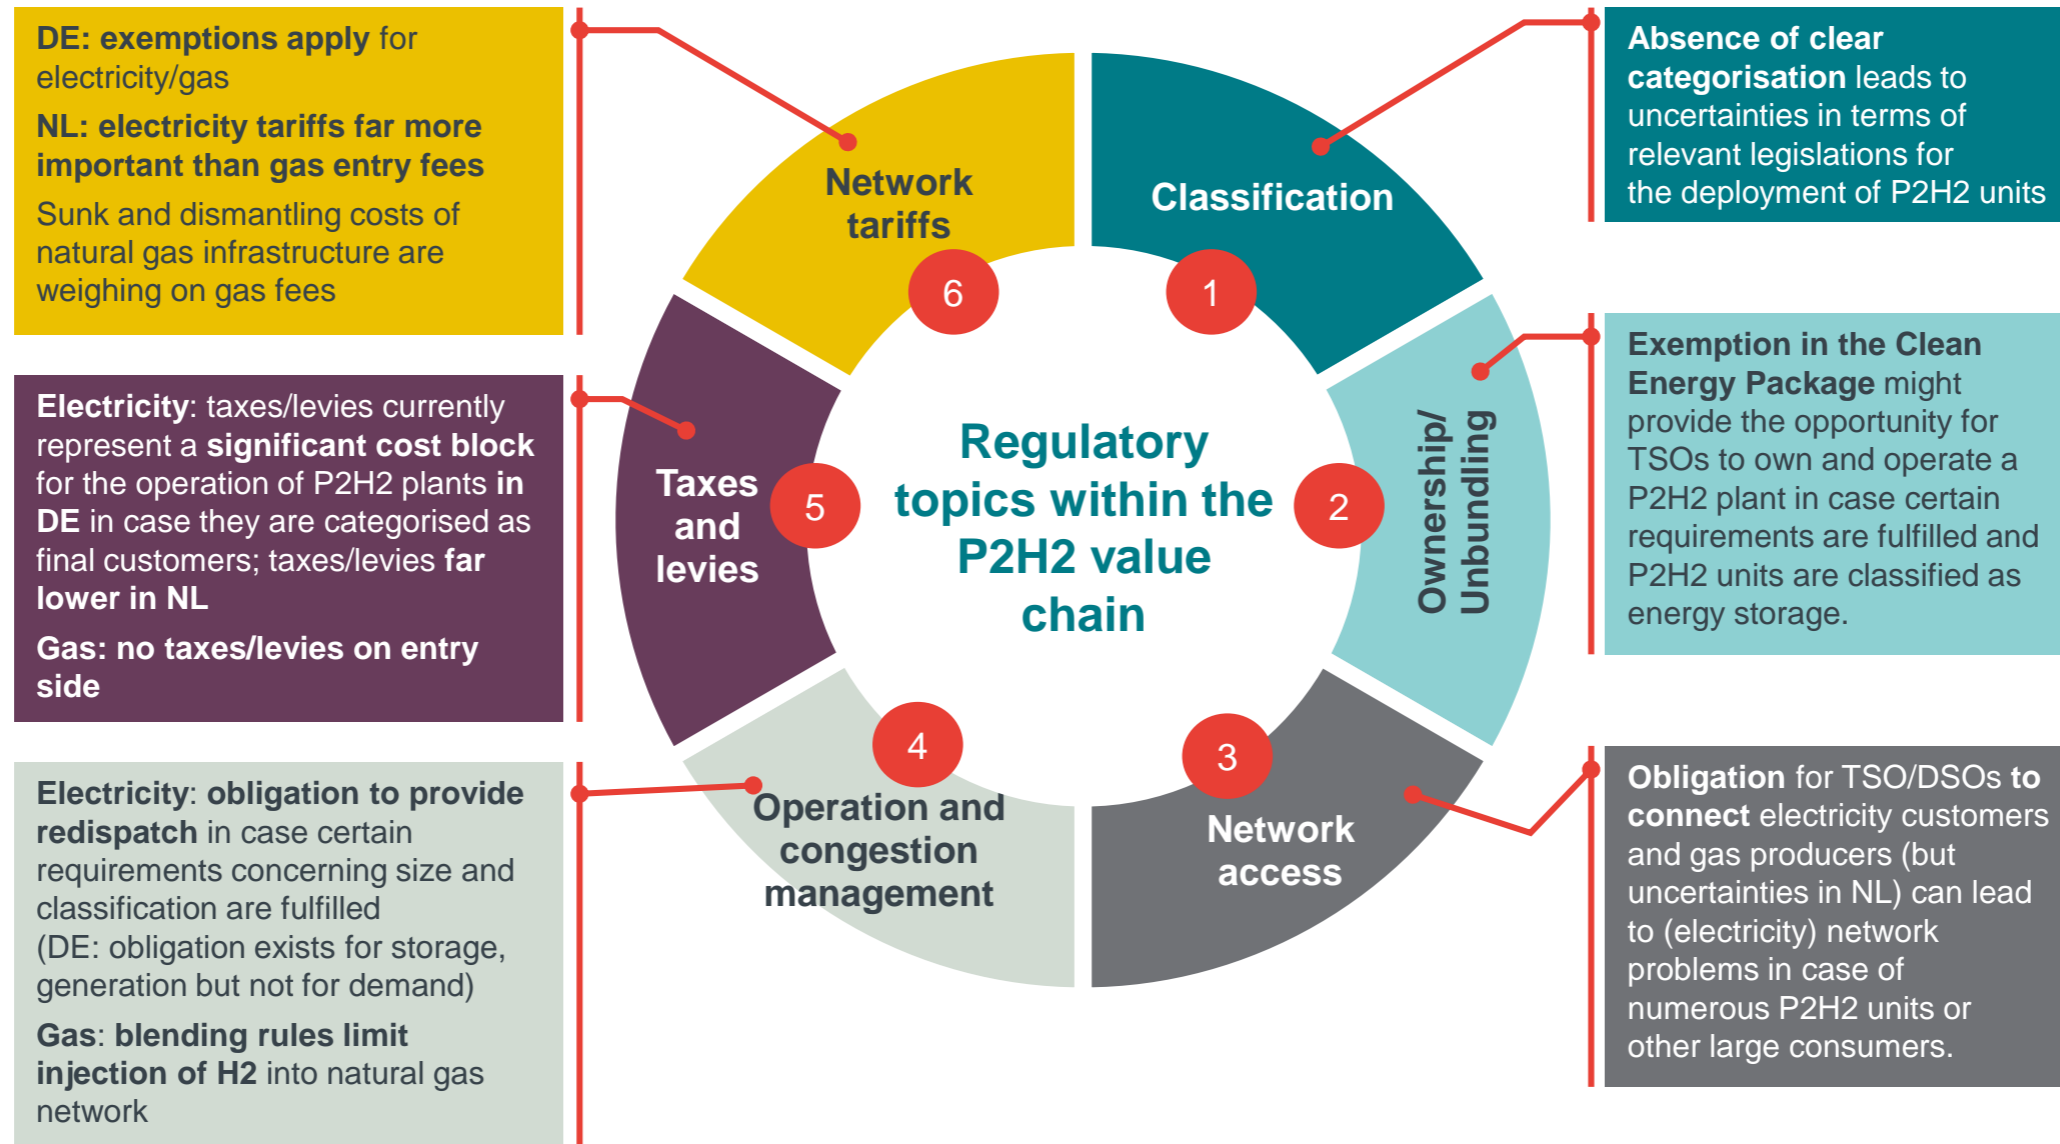 DE: exemptions apply for
electricity/gas
NL: electricity tariffs far more
important than gas entry fees
Sunk and dismantling costs of
natural gas infrastructure are
weighing on gas fees
Electricity: taxes/levies currently
represent a significant cost block
for the operation of P2H2 plants in
DE in case they are categorised as
final customers; taxes/levies far
lower in NL
Gas: no taxes/levies on entry
side
Electricity: obligation to provide
redispatch in case certain
requirements concerning size and
classification are fulfilled
(DE: obligation exists for storage,
generation but not for demand)
Gas: blending rules limit
injection of H2 into natural gas
network
Network
tariffs
6
Classification
1
Taxes
and
levies
5
Regulatory
topics within the
P2H2 value
chain
2
Ownership/
Unbundling
4
Operation and
congestion
management
3
Network
access
Absence of clear
categorisation leads to
uncertainties in terms of
relevant legislations for
the deployment of P2H2 units
Exemption in the Clean
Energy Package might
provide the opportunity for
TSOs to own and operate a
P2H2 plant in case certain
requirements are fulfilled and
P2H2 units are classified as
energy storage.
Obligation for TSO/DSOs to
connect electricity customers
and gas producers (but
uncertainties in NL) can lead
to (electricity) network
problems in case of
numerous P2H2 units or
other large consumers.